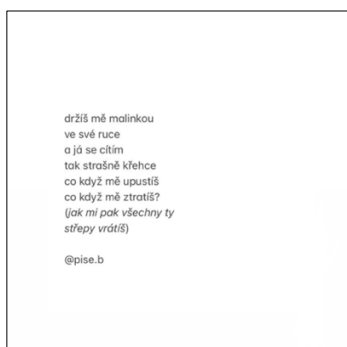 držíš mě malinkou
ve své ruce
a já se cítím
tak strašně křehce
co když mě upustíš
co když mě ztratíš?
(jak mi pak všechny ty
střepy vrátíš)
@pise.b